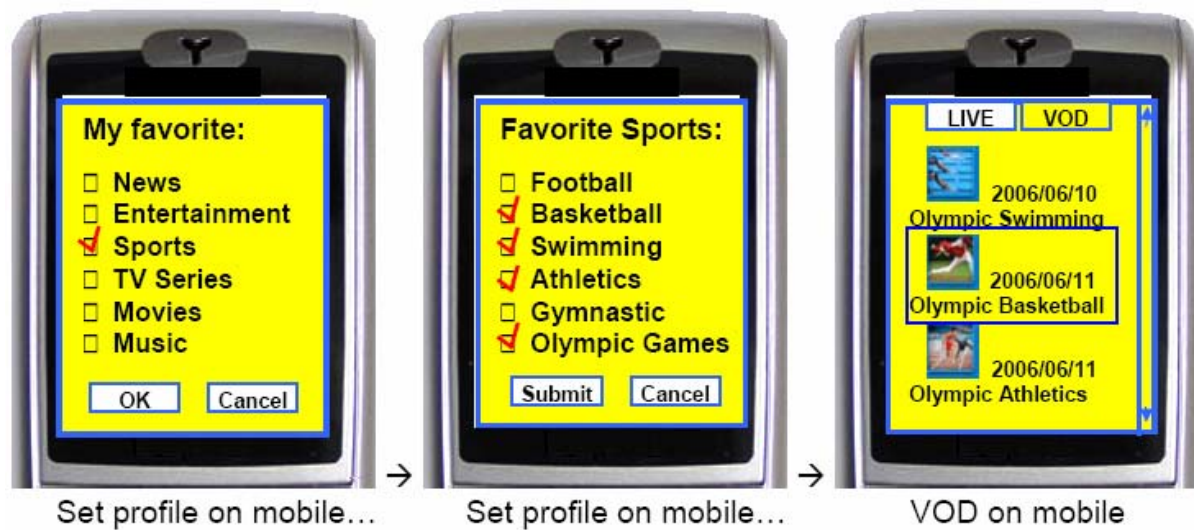 My favorite:
News
Entertainment
Sports
TV Series
Movies
Music
OK Cancel
Set profile on mobile…
→
Favorite Sports:
Football
Basketball
Swimming
Athletics
Gymnastic
Olympic Games
Submit Cancel
Set profile on mobile…
→
LIVE VOD
2006/06/10
Olympic Swimming
2006/06/11
Olympic Basketball
2006/06/11
Olympic Athletics
VOD on mobile